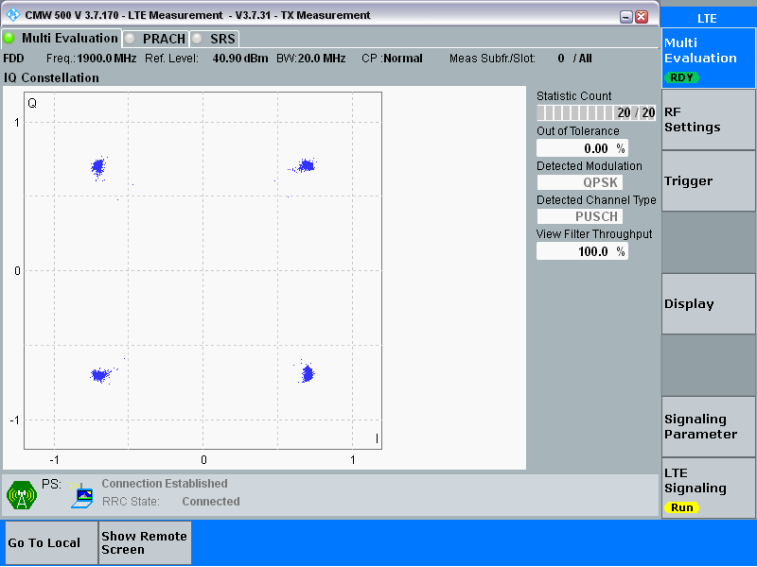 CMW 500 V 3.7.170 - LTE Measurement - V3.7.31 - TX Measurement
LTE
Multi Evaluation PRACH SRS
FDD Freq.: 1900.0 MHz Ref. Level: 40.90 dBm BW: 20.0 MHz CP : Normal Meas Subfr./Slot: 0 / All
IQ Constellation
Q
1
0
-1
-1 0 1
I
Statistic Count
20 / 20
Out of Tolerance
0.00 %
Detected Modulation
QPSK
Detected Channel Type
PUSCH
View Filter Throughput
100.0 %
Multi
Evaluation
RDY
RF
Settings
Trigger
Display
Signaling
Parameter
LTE
Signaling
Run
PS: Connection Established
RRC State: Connected
Go To Local
Show Remote
Screen